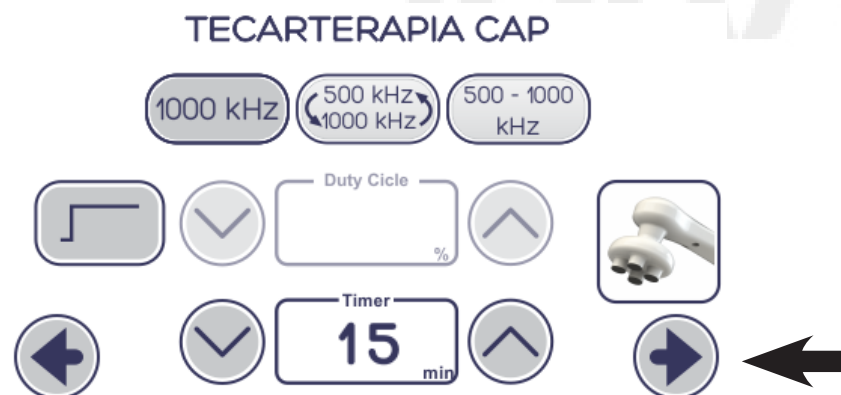 TECARTERAPIA CAP
1000 kHz
500 kHz
1000 kHz
500 - 1000
kHz
Duty Cicle
%
Timer
15
min